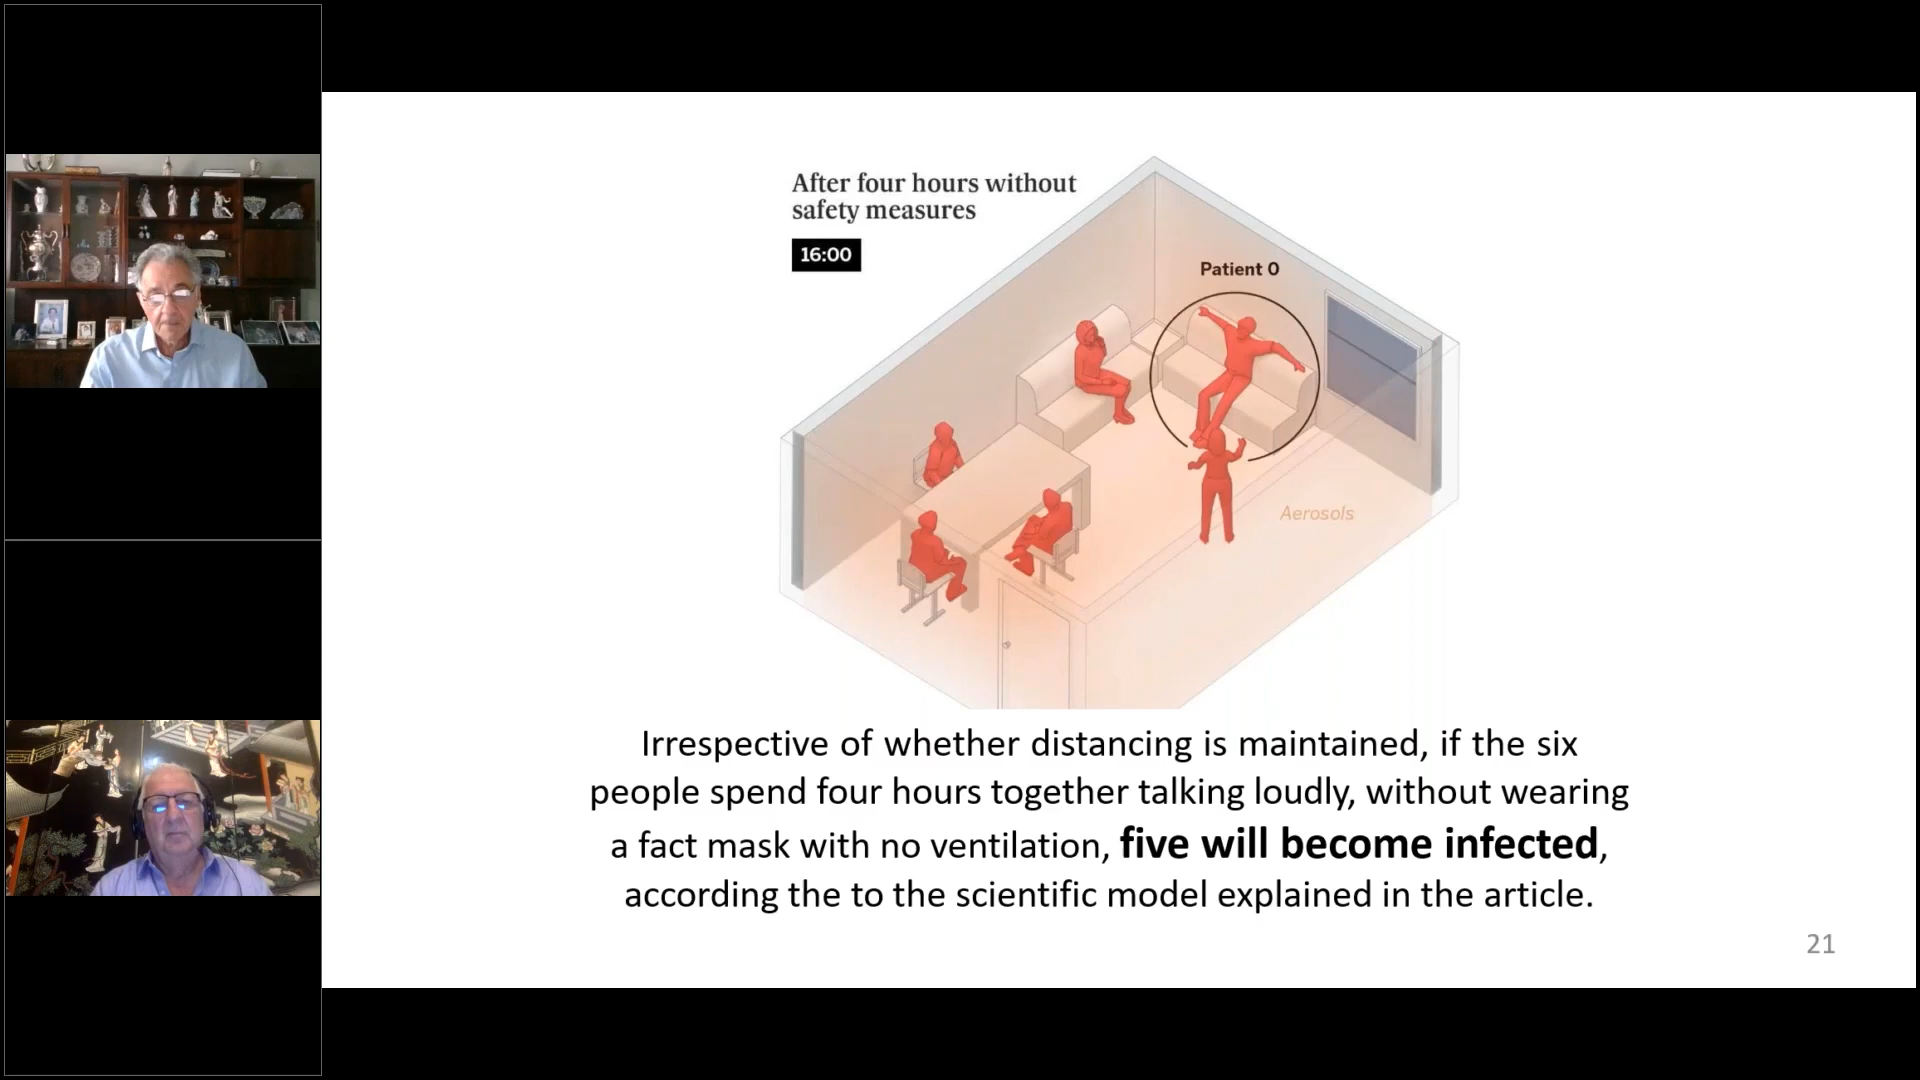 After four hours without
safety measures
16:00
Patient 0
Aerosols
Irrespective of whether distancing is maintained, if the six
people spend four hours together talking loudly, without wearing
a fact mask with no ventilation, five will become infected,
according the to the scientific model explained in the article.
21